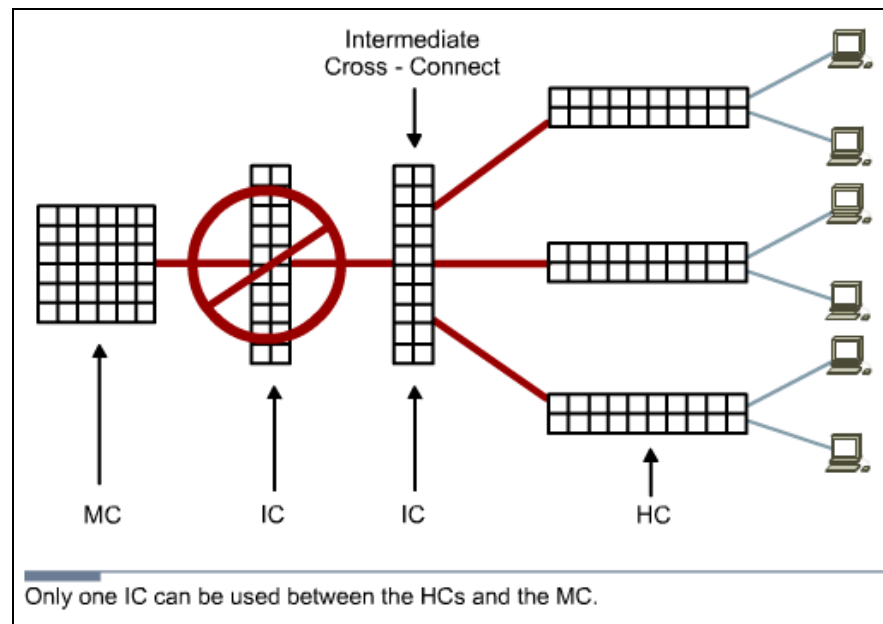 Intermediate
Cross - Connect
MC
IC
IC
HC
Only one IC can be used between the HCs and the MC.